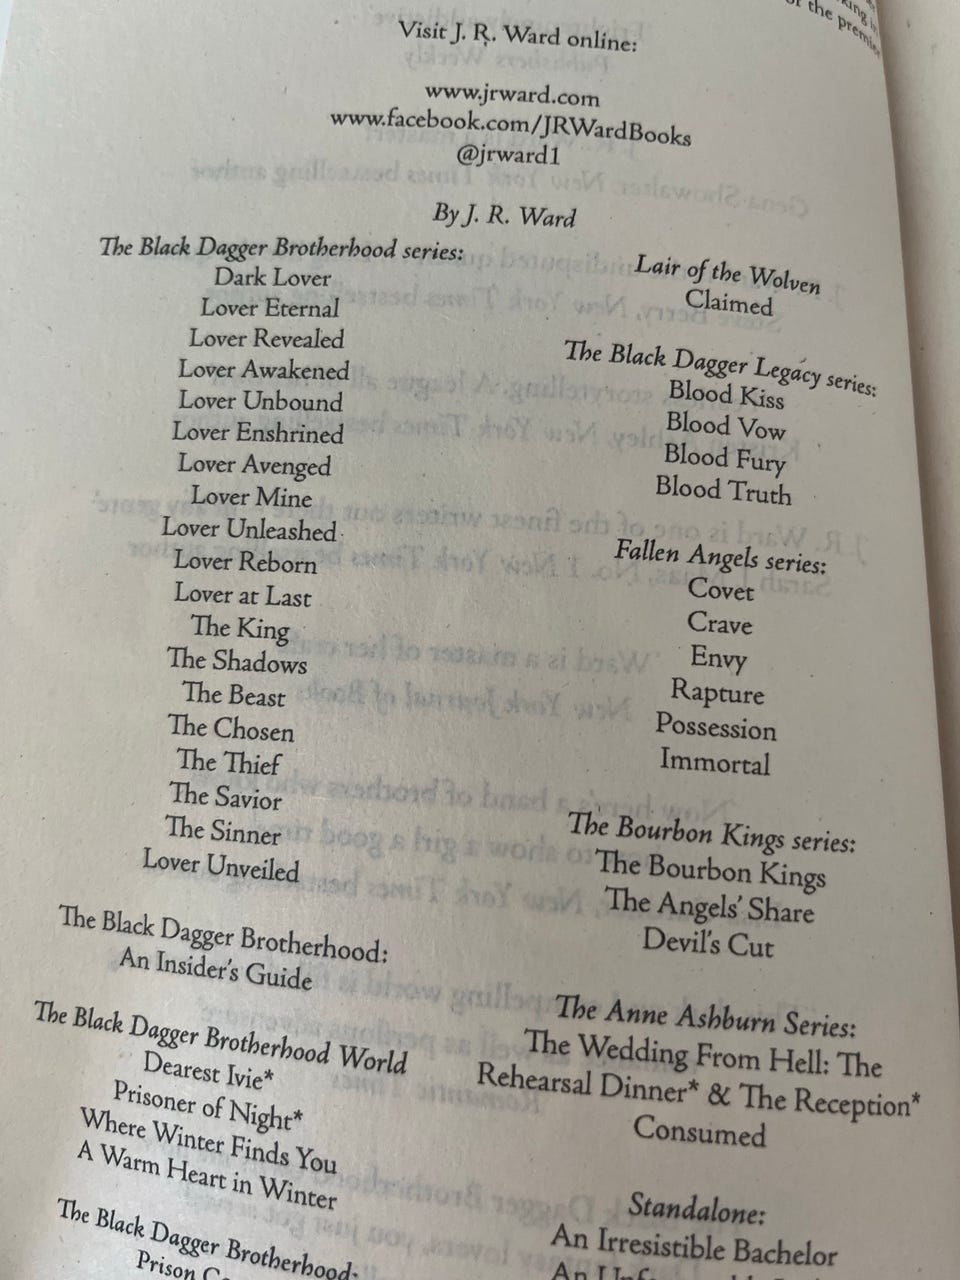 king in
or the premier
Visit J. R. Ward online:
www.jrward.com
www.facebook.com/JRWardBooks
@jrward1
By J. R. Ward
The Black Dagger Brotherhood series:
Dark Lover
Lover Eternal
Lover Revealed
Lover Awakened
Lover Unbound
Lover Enshrined
Lover Avenged
Lover Mine
Lover Unleashed
Lover Reborn
Lover at Last
The King
The Shadows
The Beast
The Chosen
The Thief
The Savior
The Sinner
Lover Unveiled
The Black Dagger Brotherhood:
An Insider's Guide
The Black Dagger Brotherhood World
Dearest Ivie*
Prisoner of Night*
Where Winter Finds You
A Warm Heart in Winter
The Black Dagger Brotherhood:
Prison
Lair of the Wolven
Claimed
The Black Dagger Legacy series:
Blood Kiss
Blood Vow
Blood Fury
Blood Truth
Fallen Angels series:
Covet
Crave
Envy
Rapture
Possession
Immortal
The Bourbon Kings series:
The Bourbon Kings
The Angels' Share
Devil's Cut
The Anne Ashburn Series:
The Wedding From Hell: The
Rehearsal Dinner* & The Reception*
Consumed
Standalone:
An Irresistible Bachelor
An